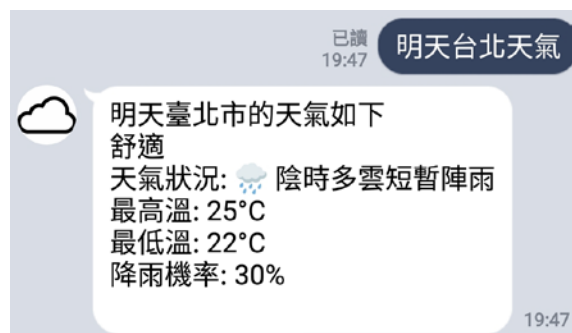 已讀
19:47
明天台北天氣
明天臺北市的天氣如下
舒適
天氣狀況: 🌧️ 陰時多雲短暫陣雨
最高溫: 25°C
最低溫: 22°C
降雨機率: 30%
19:47